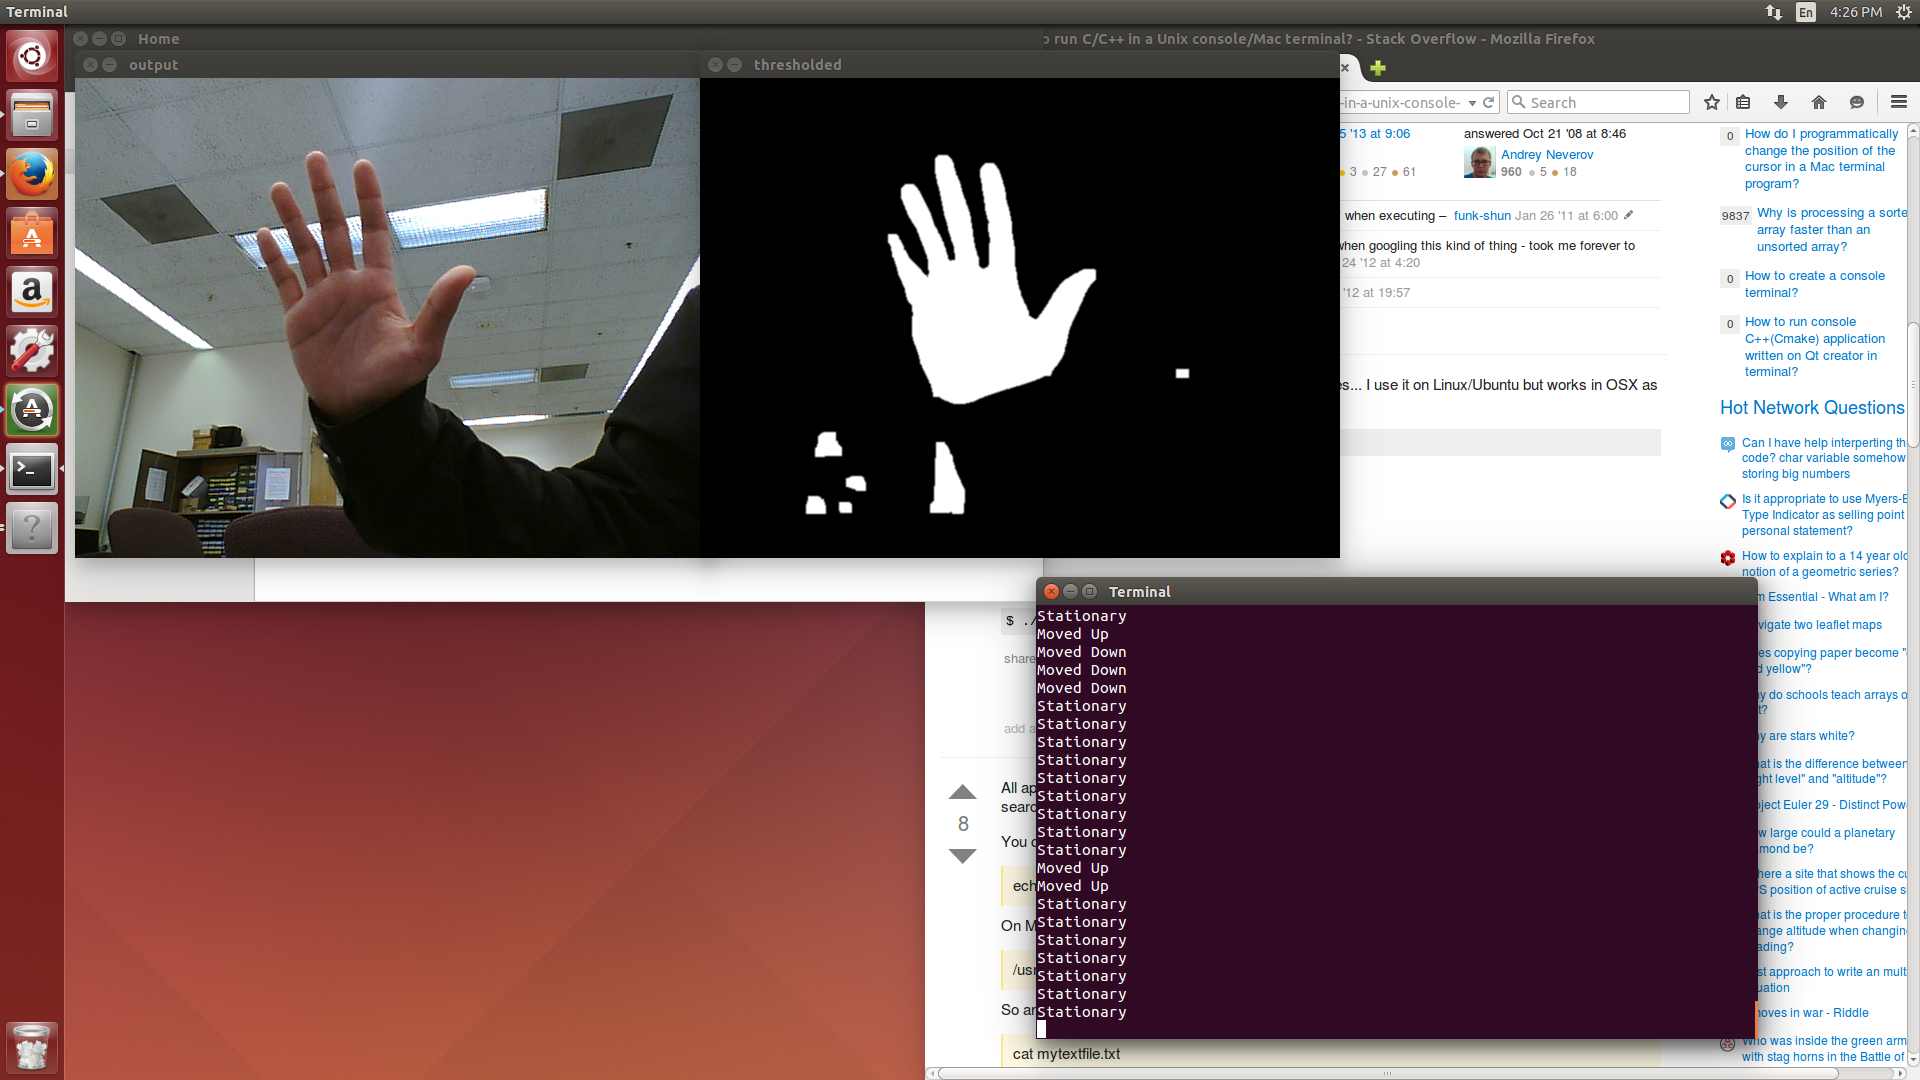 Terminal
En
4:26 PM
Home
o run C/C++ in a Unix console/Mac terminal? - Stack Overflow - Mozilla Firefox
output
thresholded
-in-a-unix-console-
Search
5 '13 at 9:06
3 27 61
answered Oct 21 '08 at 8:46
Andrey Neverov
960 5 18
when executing – funk-shun Jan 26 '11 at 6:00
when googling this kind of thing - took me forever to
24 '12 at 4:20
'12 at 19:57
es... I use it on Linux/Ubuntu but works in OSX as
0 How do I programmatically
change the position of the
cursor in a Mac terminal
program?
9837 Why is processing a sorte
array faster than an
unsorted array?
0 How to create a console
terminal?
0 How to run console
C++(Cmake) application
written on Qt creator in
terminal?
Hot Network Questions
Can I have help interperting th
code? char variable somehow
storing big numbers
Is it appropriate to use Myers-B
Type Indicator as selling point
personal statement?
How to explain to a 14 year old
notion of a geometric series?
m Essential - What am I?
vigate two leaflet maps
es copying paper become "
d yellow"?
y do schools teach arrays o
t?
y are stars white?
at is the difference between
ght level" and "altitude"?
oject Euler 29 - Distinct Pow
w large could a planetary
mond be?
here a site that shows the cu
S position of active cruise s
at is the proper procedure t
ange altitude when changin
ading?
st approach to write an mult
uation
noves in war - Riddle
Who was inside the green arm
with stag horns in the Battle of
$ ./
share
add a
8
All ap
searc
You c
ech
On M
/usr
So an
cat mytextfile.txt
Terminal
Stationary
Moved Up
Moved Down
Moved Down
Moved Down
Stationary
Stationary
Stationary
Stationary
Stationary
Stationary
Stationary
Stationary
Stationary
Moved Up
Moved Up
Stationary
Stationary
Stationary
Stationary
Stationary
Stationary
Stationary